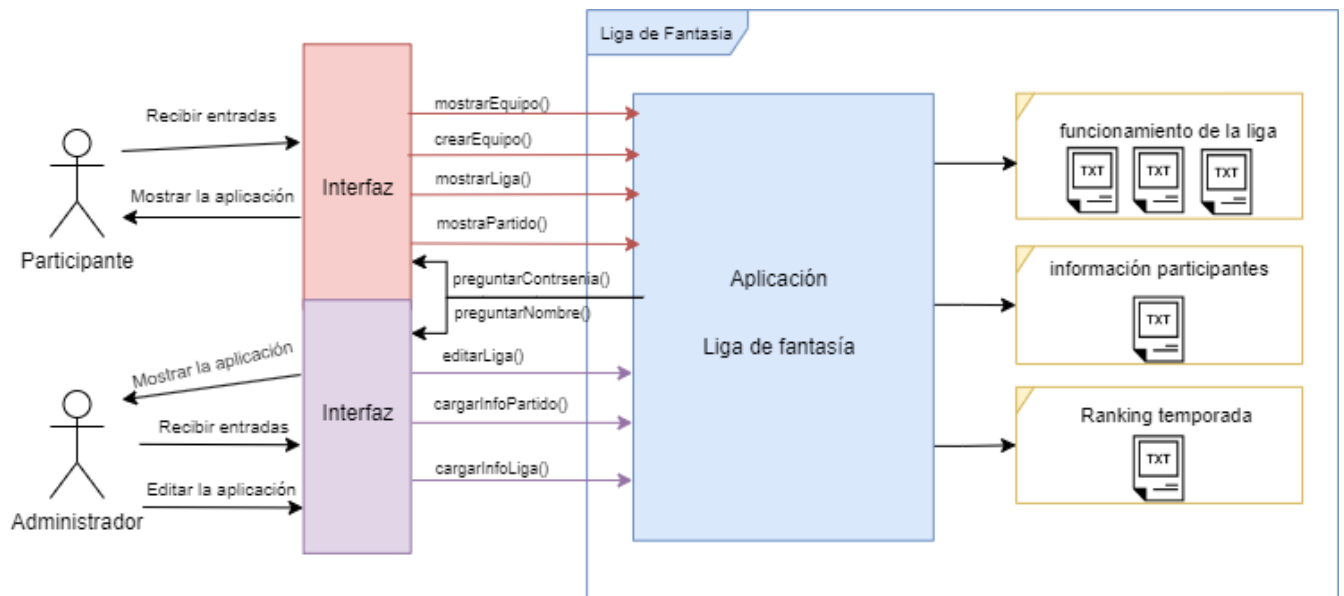 Liga de Fantasia
Recibir entradas
Mostrar la aplicación
Participante
Interfaz
mostrarEquipo()
crearEquipo()
mostrarLiga()
mostraPartido()
preguntarContrsenia()
preguntarNombre()
Mostrar la aplicación
Recibir entradas
Editar la aplicación
Administrador
Interfaz
editarLiga()
cargarInfoPartido()
cargarInfoLiga()
Aplicación
Liga de fantasía
funcionamiento de la liga
TXT TXT TXT
información participantes
TXT
Ranking temporada
TXT